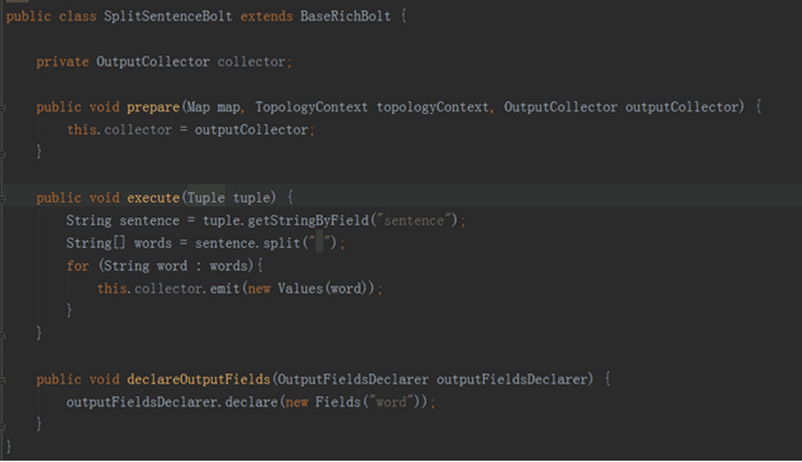 public class SplitSentenceBolt extends BaseRichBolt {
private OutputCollector collector;
public void prepare(Map map, TopologyContext topologyContext, OutputCollector outputCollector) {
this.collector = outputCollector;
}
public void execute(Tuple tuple) {
String sentence = tuple.getStringByField("sentence");
String[] words = sentence.split(" ");
for (String word : words){
this.collector.emit(new Values(word));
}
}
public void declareOutputFields(OutputFieldsDeclarer outputFieldsDeclarer) {
outputFieldsDeclarer.declare(new Fields("word"));
}
}